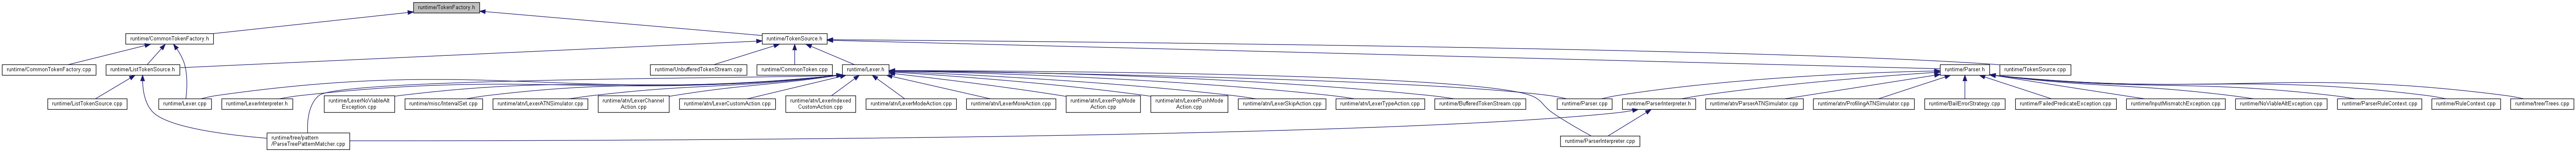 runtime/TokenFactory.h
runtime/CommonTokenFactory.h
runtime/TokenSource.h
runtime/CommonTokenFactory.cpp
runtime/ListTokenSource.h
runtime/UnbufferedTokenStream.cpp
runtime/CommonToken.cpp
runtime/Lexer.h
runtime/Parser.h
runtime/TokenSource.cpp
runtime/ListTokenSource.cpp
runtime/Lexer.cpp
runtime/LexerInterpreter.h
runtime/LexerNoViableAlt
Exception.cpp
runtime/misc/IntervalSet.cpp
runtime/atn/LexerATNSimulator.cpp
runtime/atn/LexerChannel
Action.cpp
runtime/atn/LexerCustomAction.cpp
runtime/atn/LexerIndexed
CustomAction.cpp
runtime/atn/LexerModeAction.cpp
runtime/atn/LexerMoreAction.cpp
runtime/atn/LexerPopMode
Action.cpp
runtime/atn/LexerPushMode
Action.cpp
runtime/atn/LexerSkipAction.cpp
runtime/atn/LexerTypeAction.cpp
runtime/BufferedTokenStream.cpp
runtime/Parser.cpp
runtime/ParserInterpreter.h
runtime/atn/ParserATNSimulator.cpp
runtime/atn/ProfilingATNSimulator.cpp
runtime/BailErrorStrategy.cpp
runtime/FailedPredicateException.cpp
runtime/InputMismatchException.cpp
runtime/NoViableAltException.cpp
runtime/ParserRuleContext.cpp
runtime/RuleContext.cpp
runtime/tree/Trees.cpp
runtime/tree/pattern
/ParseTreePatternMatcher.cpp
runtime/ParserInterpreter.cpp